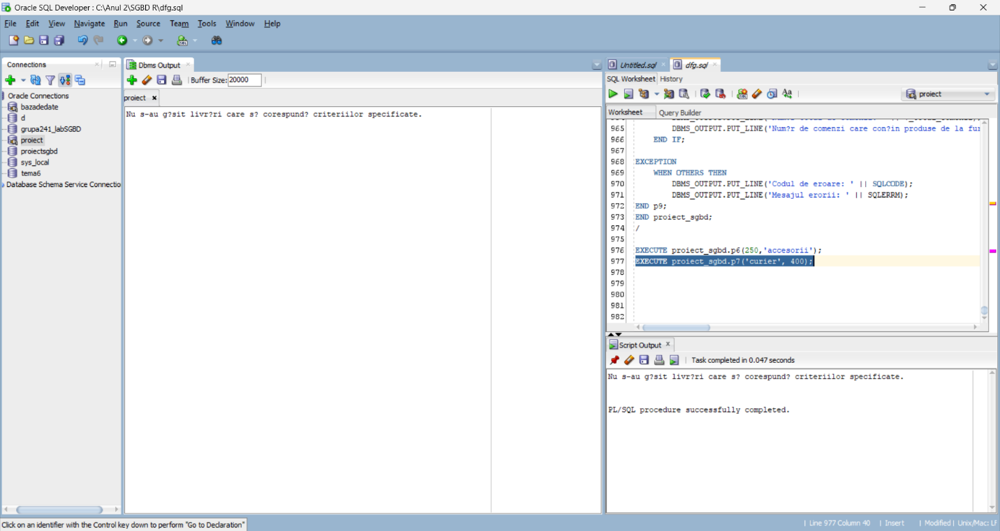 Oracle SQL Developer : C:\Anul 2\SGBD R\dfg.sql
File Edit View Navigate Run Source Team Tools Window Help
Connections
Oracle Connections
bazadedate
d
grupa241_labSGBD
proiect
proiectsgbd
sys_local
tema6
Database Schema Service Connectio
Dbms Output
Buffer Size: 20000
proiect
Nu s-au g?sit livr?ri care s? corespund? criteriilor specificate.
Untitled.sql dfg.sql
SQL Worksheet History
proiect
Worksheet Query Builder
965 DBMS_OUTPUT.PUT_LINE('Num?r de comenzi care con?in produse de la fur
966 END IF;
967
968 EXCEPTION
969 WHEN OTHERS THEN
970 DBMS_OUTPUT.PUT_LINE('Codul de eroare: ' || SQLCODE);
971 DBMS_OUTPUT.PUT_LINE('Mesajul erorii: ' || SQLERRM);
972 END p9;
973 END proiect_sgbd;
974 /
975
976 EXECUTE proiect_sgbd.p6(250,'accesorii');
977 EXECUTE proiect_sgbd.p7('curier', 400);
978
979
980
981
982
Script Output
Task completed in 0.047 seconds
Nu s-au g?sit livr?ri care s? corespund? criteriilor specificate.
PL/SQL procedure successfully completed.
Click on an identifier with the Control key down to perform "Go to Declaration"
| Line 977 Column 40 | Insert | Modified | Unix/Mac: LF